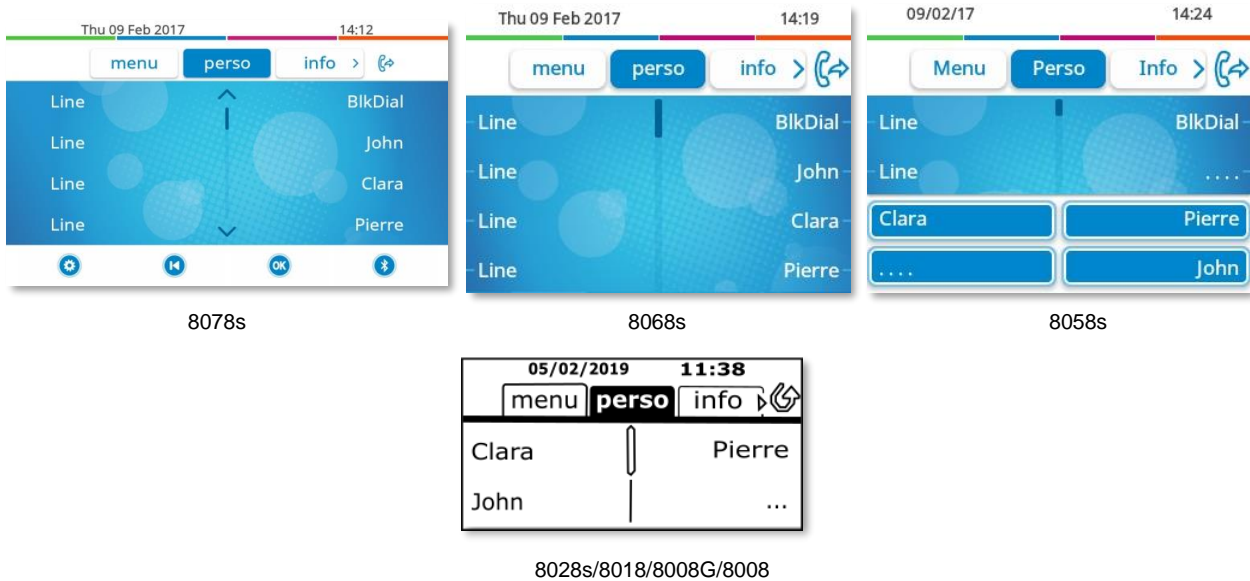 Thu 09 Feb 2017 14:12
menu perso info
Line BlkDial
Line John
Line Clara
Line Pierre
OK
8078s
Thu 09 Feb 2017 14:19
menu perso info
Line BlkDial
Line John
Line Clara
Line Pierre
8068s
09/02/17 14:24
Menu Perso Info
Line BlkDial
Line ....
Clara Pierre
.... John
8058s
05/02/2019 11:38
menu perso info
Clara Pierre
John ...
8028s/8018/8008G/8008